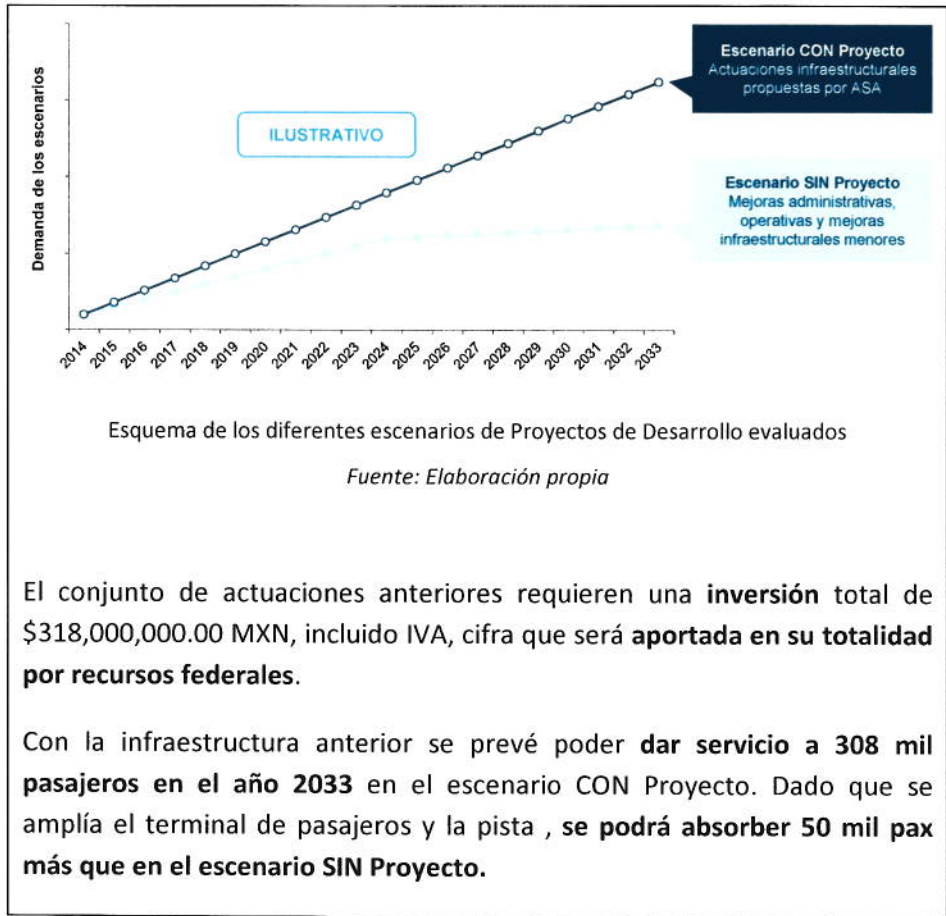 Demanda de los escenarios
ILUSTRATIVO
Escenario CON Proyecto
Actuaciones infraestructurales
propuestas por ASA
Escenario SIN Proyecto
Mejoras administrativas,
operativas y mejoras
infraestructurales menores
2014 2015 2016 2017 2018 2019 2020 2021 2022 2023 2024 2025 2026 2027 2028 2029 2030 2031 2032 2033
Esquema de los diferentes escenarios de Proyectos de Desarrollo evaluados
Fuente: Elaboración propia
El conjunto de actuaciones anteriores requieren una inversión total de
$318,000,000.00 MXN, incluido IVA, cifra que será aportada en su totalidad
por recursos federales.
Con la infraestructura anterior se prevé poder dar servicio a 308 mil
pasajeros en el año 2033 en el escenario CON Proyecto. Dado que se
amplía el terminal de pasajeros y la pista , se podrá absorber 50 mil pax
más que en el escenario SIN Proyecto.